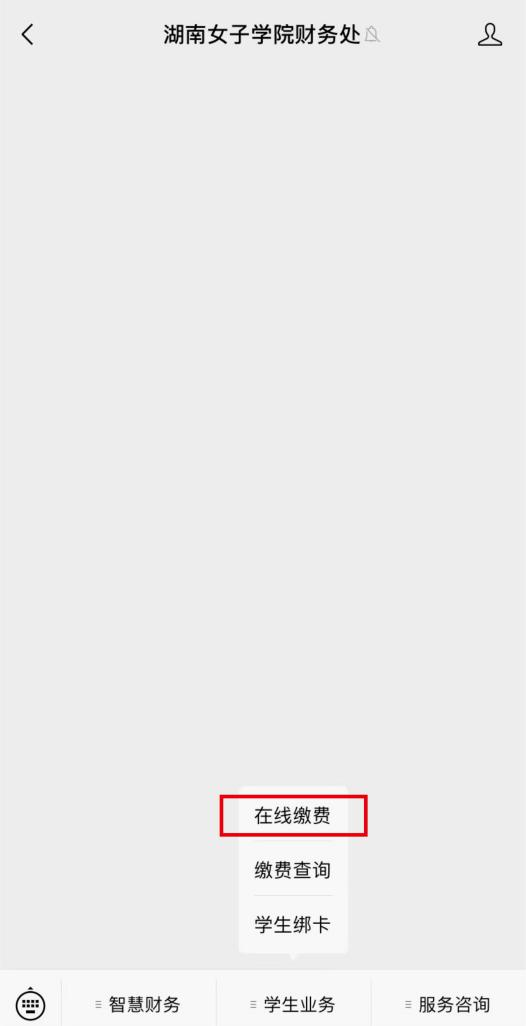 湖南女子学院财务处
在线缴费
缴费查询
学生绑卡
智慧财务
学生业务
服务咨询